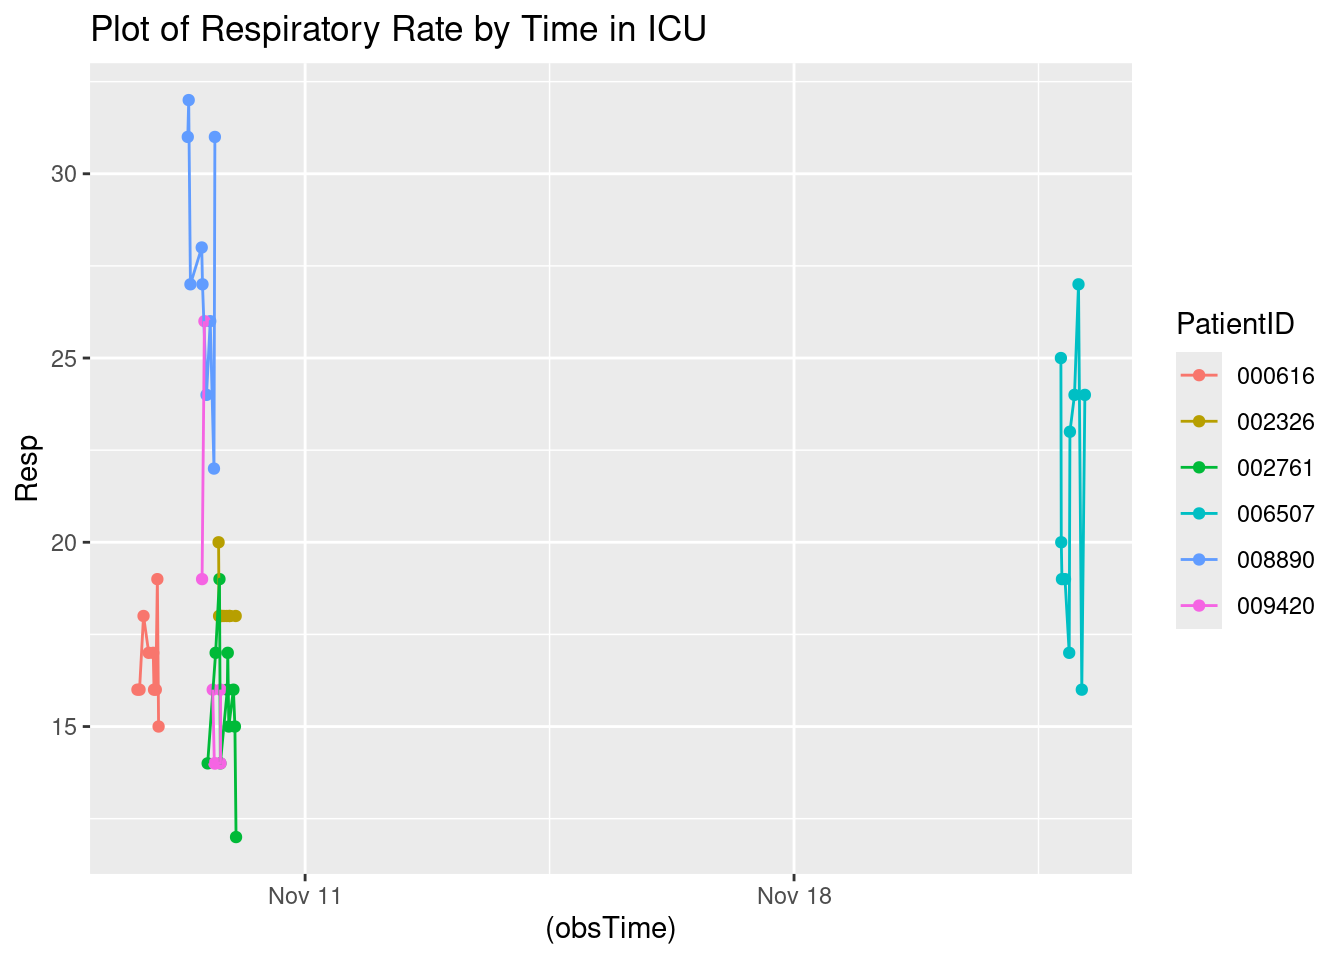 Plot of Respiratory Rate by Time in ICU
30
25
20
15
Resp
Nov 11
Nov 18
(obsTime)
PatientID
000616
002326
002761
006507
008890
009420